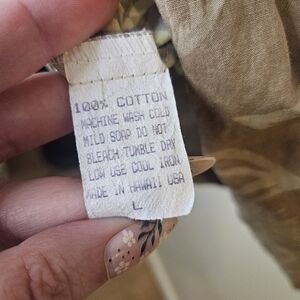 100% COTTON
MACHINE WASH COLD
MILD SOAP DO NOT
BLEACH TUMBLE DRY
LOW USE COOL IRON
MADE IN HAWAII USA
L